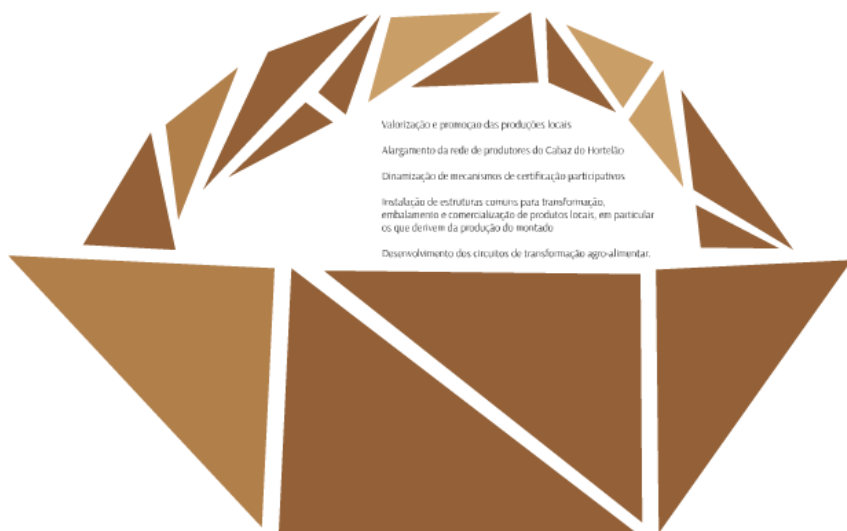 Valorização e promoçao das produções locais
Alargamento da rede de produtores do Cabaz do Hortelão
Dinamização de mecanismos de certificação participativos
Instalação de estruturas comuns para transformação,
embalamento e comercialização de produtos locais, em particular
os que derivem da produção do montado
Desenvolvimento dos circuitos de transformação agro-alimentar.